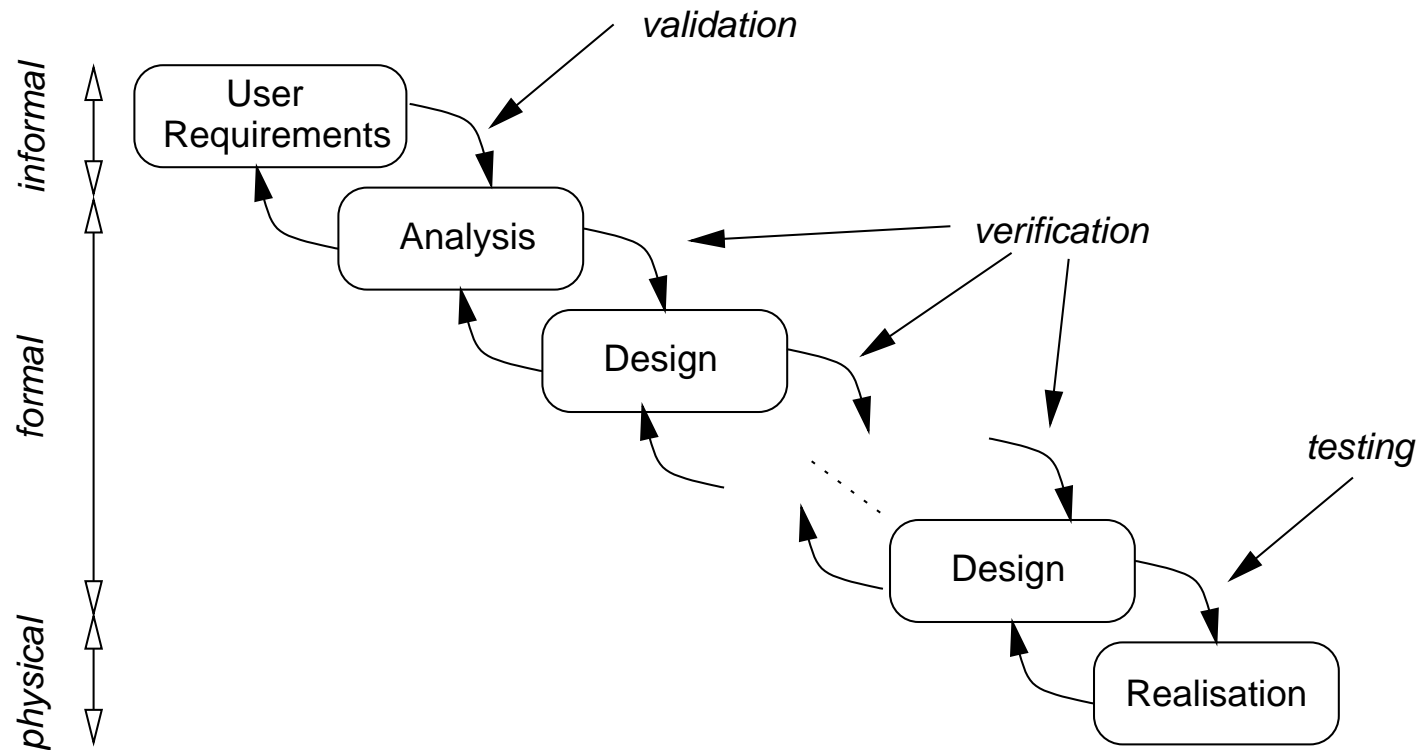 validation
informal
User
Requirements
Analysis
verification
formal
Design
testing
Design
physical
Realisation